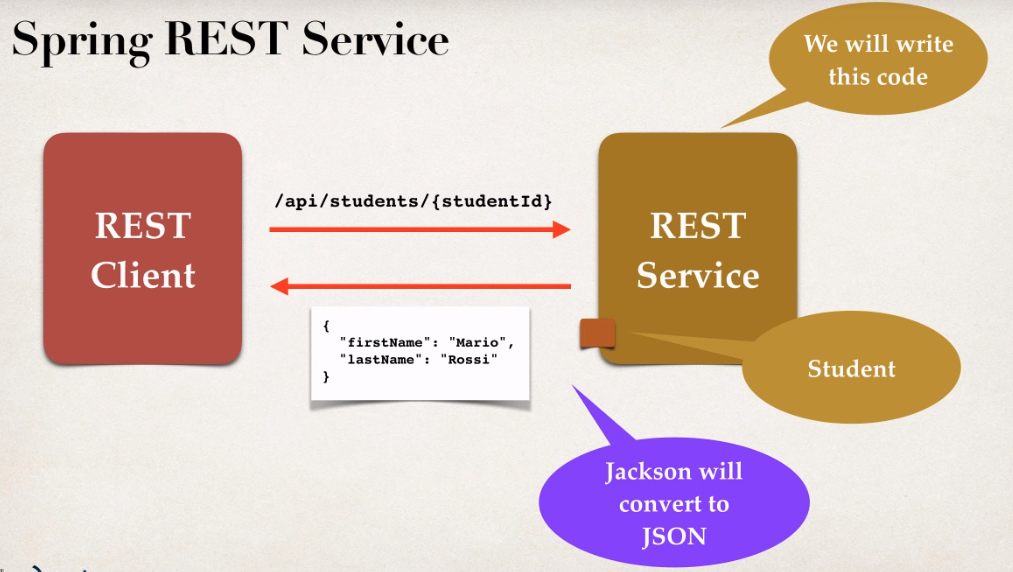 Spring REST Service
We will write
this code
REST
Client
/api/students/{studentId}
REST
Service
{
"firstName": "Mario",
"lastName": "Rossi"
}
Student
Jackson will
convert to
JSON